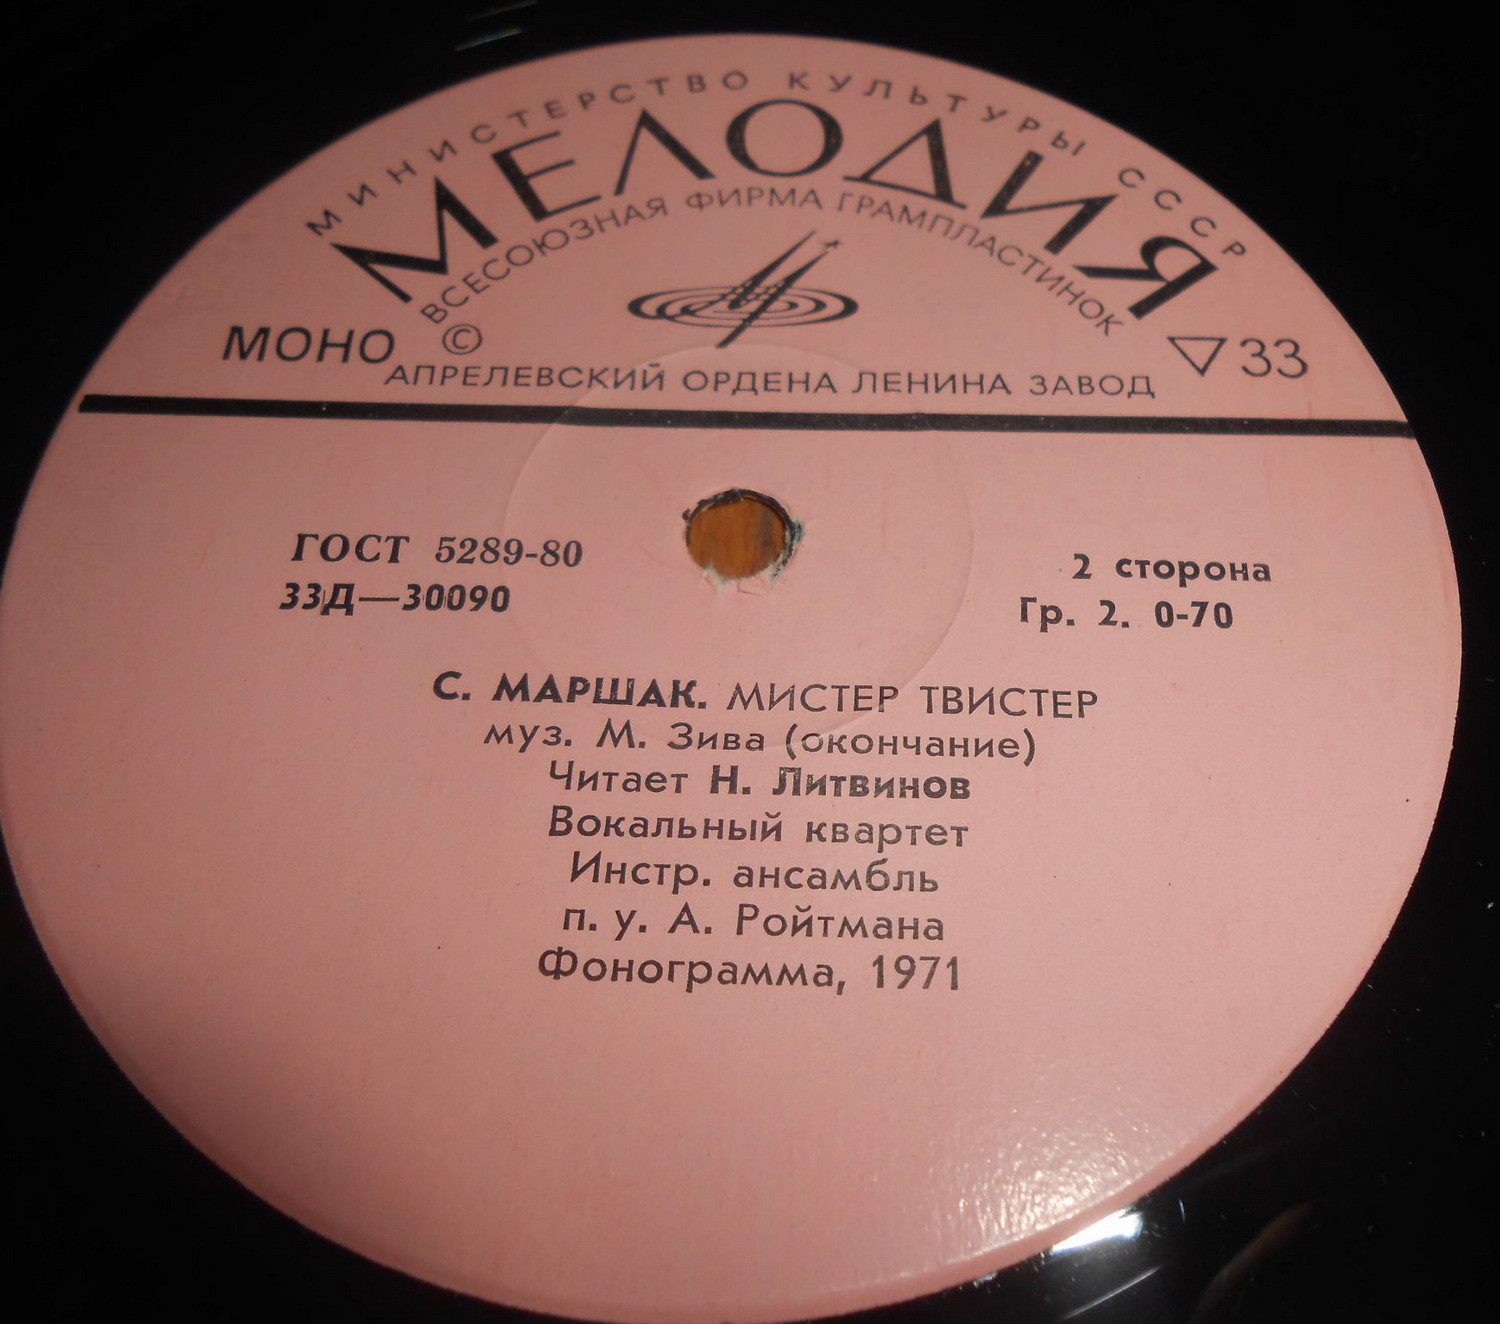 МИНИСТЕРСТВО КУЛЬТУРЫ СССР
МЕЛОДИЯ
ВСЕСОЮЗНАЯ ФИРМА ГРАМПЛАСТИНОК
МОНО © ▽33
АПРЕЛЕВСКИЙ ОРДЕНА ЛЕНИНА ЗАВОД
ГОСТ 5289-80
33Д—30090
2 сторона
Гр. 2. 0-70
С. МАРШАК. МИСТЕР ТВИСТЕР
муз. М. Зива (окончание)
Читает Н. Литвинов
Вокальный квартет
Инстр. ансамбль
п. у. А. Ройтмана
Фонограмма, 1971